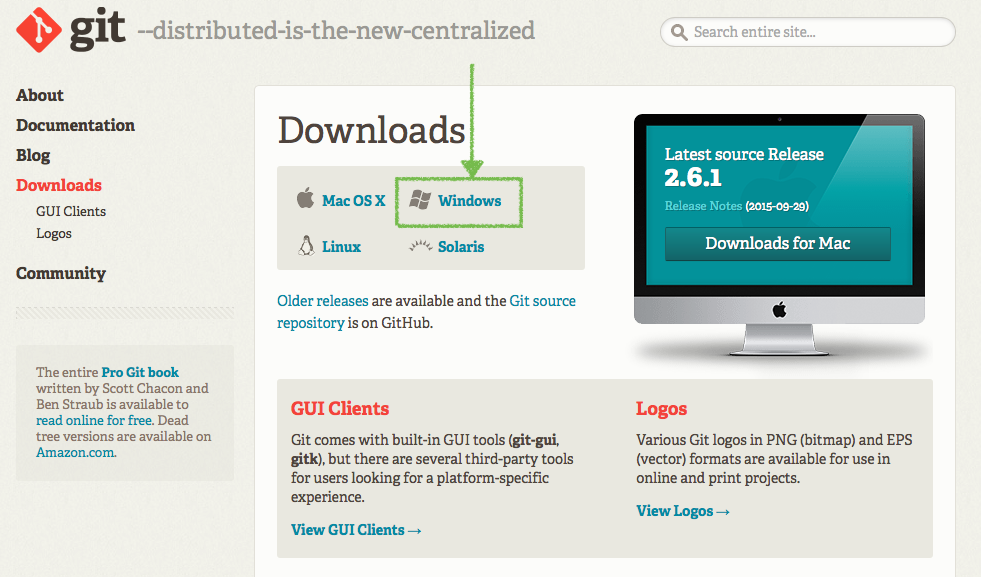 git --distributed-is-the-new-centralized
Search entire site...
About
Documentation
Blog
Downloads
GUI Clients
Logos
Community
The entire Pro Git book
written by Scott Chacon and
Ben Straub is available to
read online for free. Dead
tree versions are available on
Amazon.com.
Downloads
Mac OS X
Windows
Linux
Solaris
Older releases are available and the Git source
repository is on GitHub.
Latest source Release
2.6.1
Release Notes (2015-09-29)
Downloads for Mac
GUI Clients
Git comes with built-in GUI tools (git-gui,
gitk), but there are several third-party tools
for users looking for a platform-specific
experience.
View GUI Clients →
Logos
Various Git logos in PNG (bitmap) and EPS
(vector) formats are available for use in
online and print projects.
View Logos →